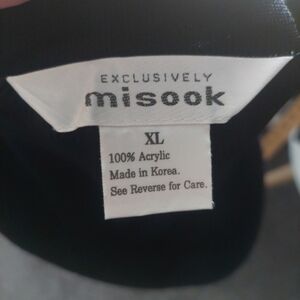 EXCLUSIVELY
misook
XL
100% Acrylic
Made in Korea.
See Reverse for Care.